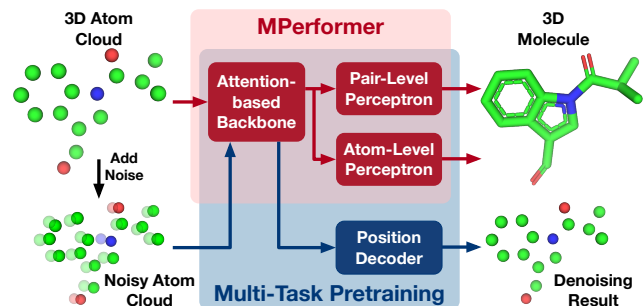 3D Atom
Cloud
MPerformer
3D
Molecule
Attention-
based
Backbone
Pair-Level
Perceptron
Atom-Level
Perceptron
Add
Noise
Position
Decoder
Noisy Atom
Cloud
Multi-Task Pretraining
Denoising
Result